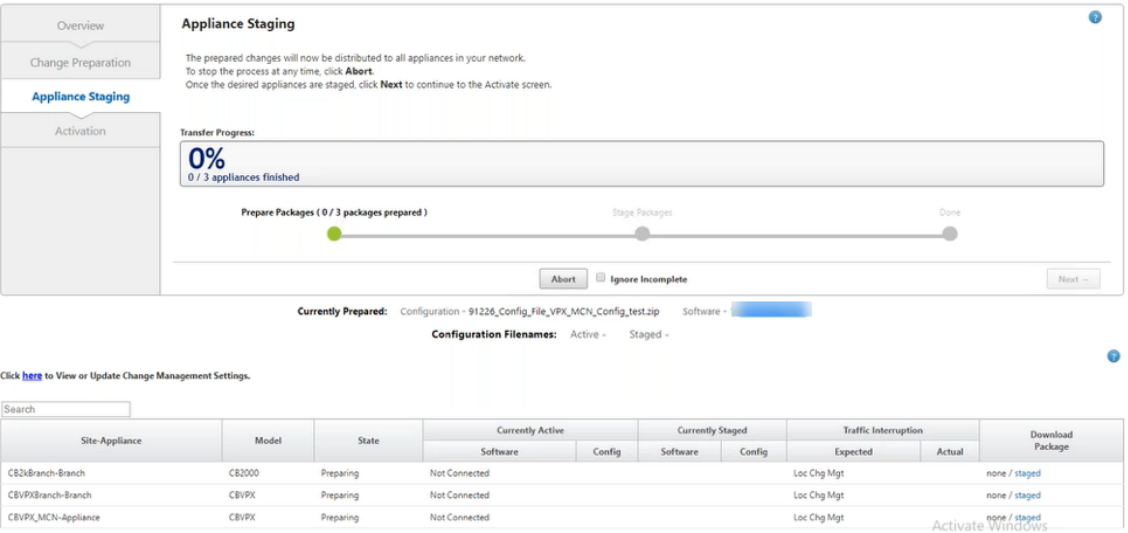 Overview
Change Preparation
Appliance Staging
Activation
Appliance Staging
?
The prepared changes will now be distributed to all appliances in your network.
To stop the process at any time, click Abort.
Once the desired appliances are staged, click Next to continue to the Activate screen.
Transfer Progress:
0%
0 / 3 appliances finished
Prepare Packages ( 0 / 3 packages prepared ) Stage Packages Done
Abort Ignore Incomplete Next
Currently Prepared: Configuration - 91226_Config_File_VPX_MCN_Config_test.zip Software -
Configuration Filenames: Active - Staged -
?
Click here to View or Update Change Management Settings.
Search
Site-Appliance Model State Currently Active Currently Staged Traffic Interruption Download Package
Software Config Software Config Expected Actual
CB2kBranch-Branch CB2000 Preparing Not Connected Loc Chg Mgt none / staged
CBVPXBranch-Branch CBVPX Preparing Not Connected Loc Chg Mgt none / staged
CBVPX_MCN-Appliance CBVPX Preparing Not Connected Loc Chg Mgt none / staged
Activate Windows